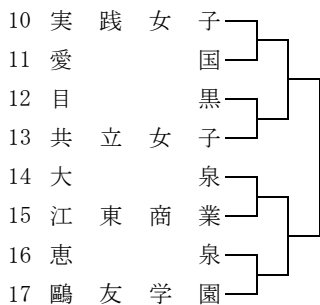 10 実践女子
11 愛国
12 目黒
13 共立女子
14 大泉
15 江東商業
16 恵泉
17 鷗友学園